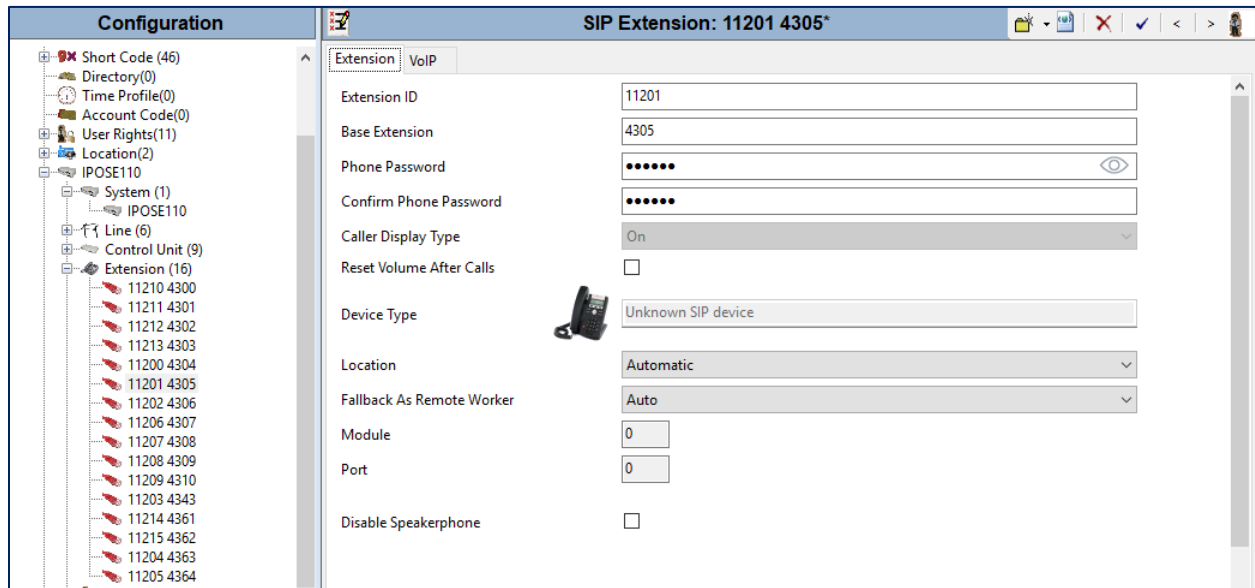 Configuration
Short Code (46)
Directory(0)
Time Profile(0)
Account Code(0)
User Rights(11)
Location(2)
IPOSE110
System (1)
IPOSE110
Line (6)
Control Unit (9)
Extension (16)
11210 4300
11211 4301
11212 4302
11213 4303
11200 4304
11201 4305
11202 4306
11206 4307
11207 4308
11208 4309
11209 4310
11203 4343
11214 4361
11215 4362
11204 4363
11205 4364
SIP Extension: 11201 4305*
Extension VoIP
Extension ID 11201
Base Extension 4305
Phone Password ●●●●●●
Confirm Phone Password ●●●●●●
Caller Display Type On
Reset Volume After Calls
Device Type Unknown SIP device
Location Automatic
Fallback As Remote Worker Auto
Module 0
Port 0
Disable Speakerphone